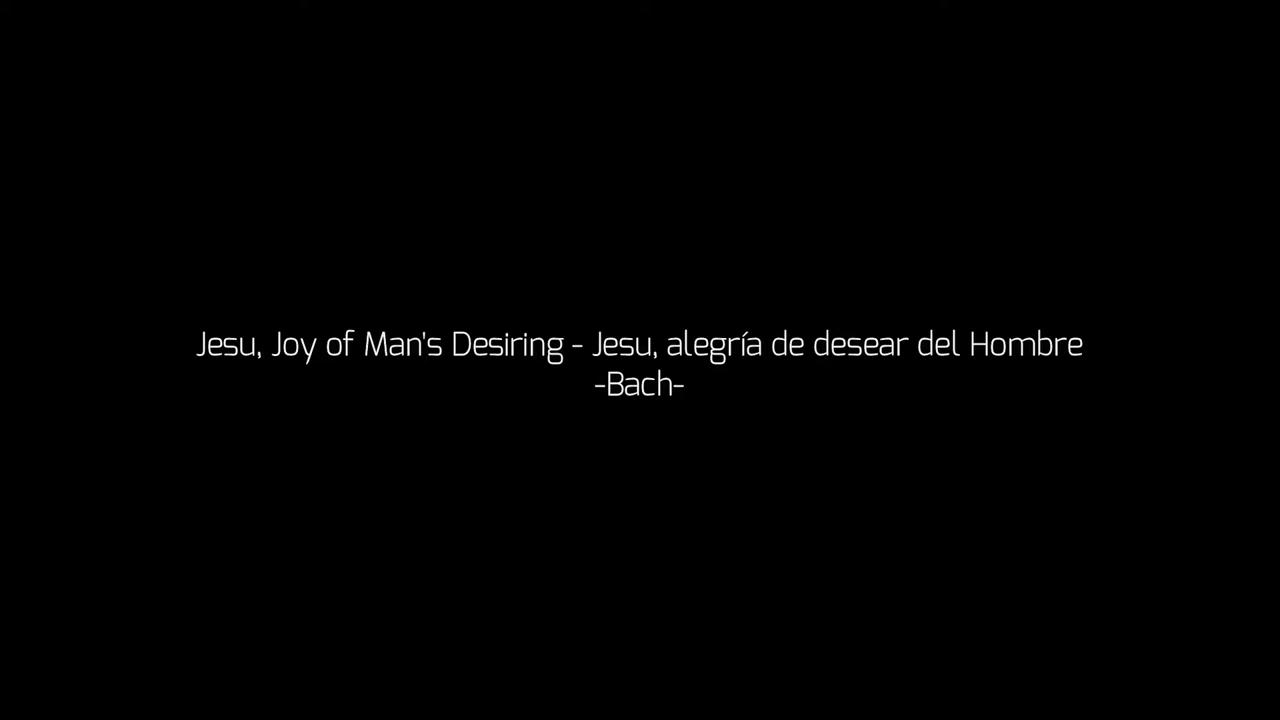 Jesu, Joy of Man's Desiring - Jesu, alegría de desear del Hombre
-Bach-